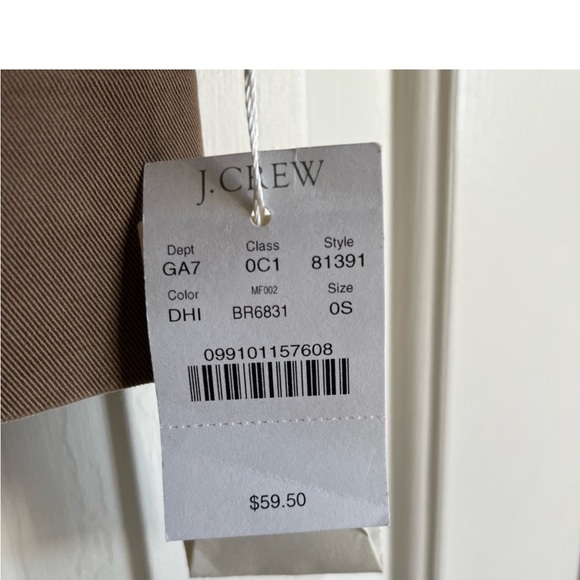 J.CREW
Dept Class Style
GA7 0C1 81391
Color MF002 Size
DHI BR6831 0S
099101157608
$59.50